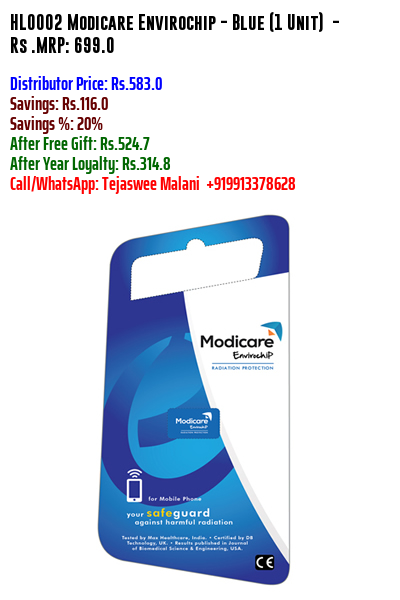 HL0002 Modicare Envirochip - Blue (1 Unit) -
Rs .MRP: 699.0
Distributor Price: Rs.583.0
Savings: Rs.116.0
Savings %: 20%
After Free Gift: Rs.524.7
After Year Loyalty: Rs.314.8
Call/WhatsApp: Tejaswee Malani +919913378628
Modicare
EnvirochiP
RADIATION PROTECTION
Modicare
EnvirochiP
for Mobile Phone
your safeguard
against harmful radiation
Tested by Max Healthcare, India. • Certified by DB
Technology, UK. • Results published in Journal
of Biomedical Science & Engineering, USA.
CE